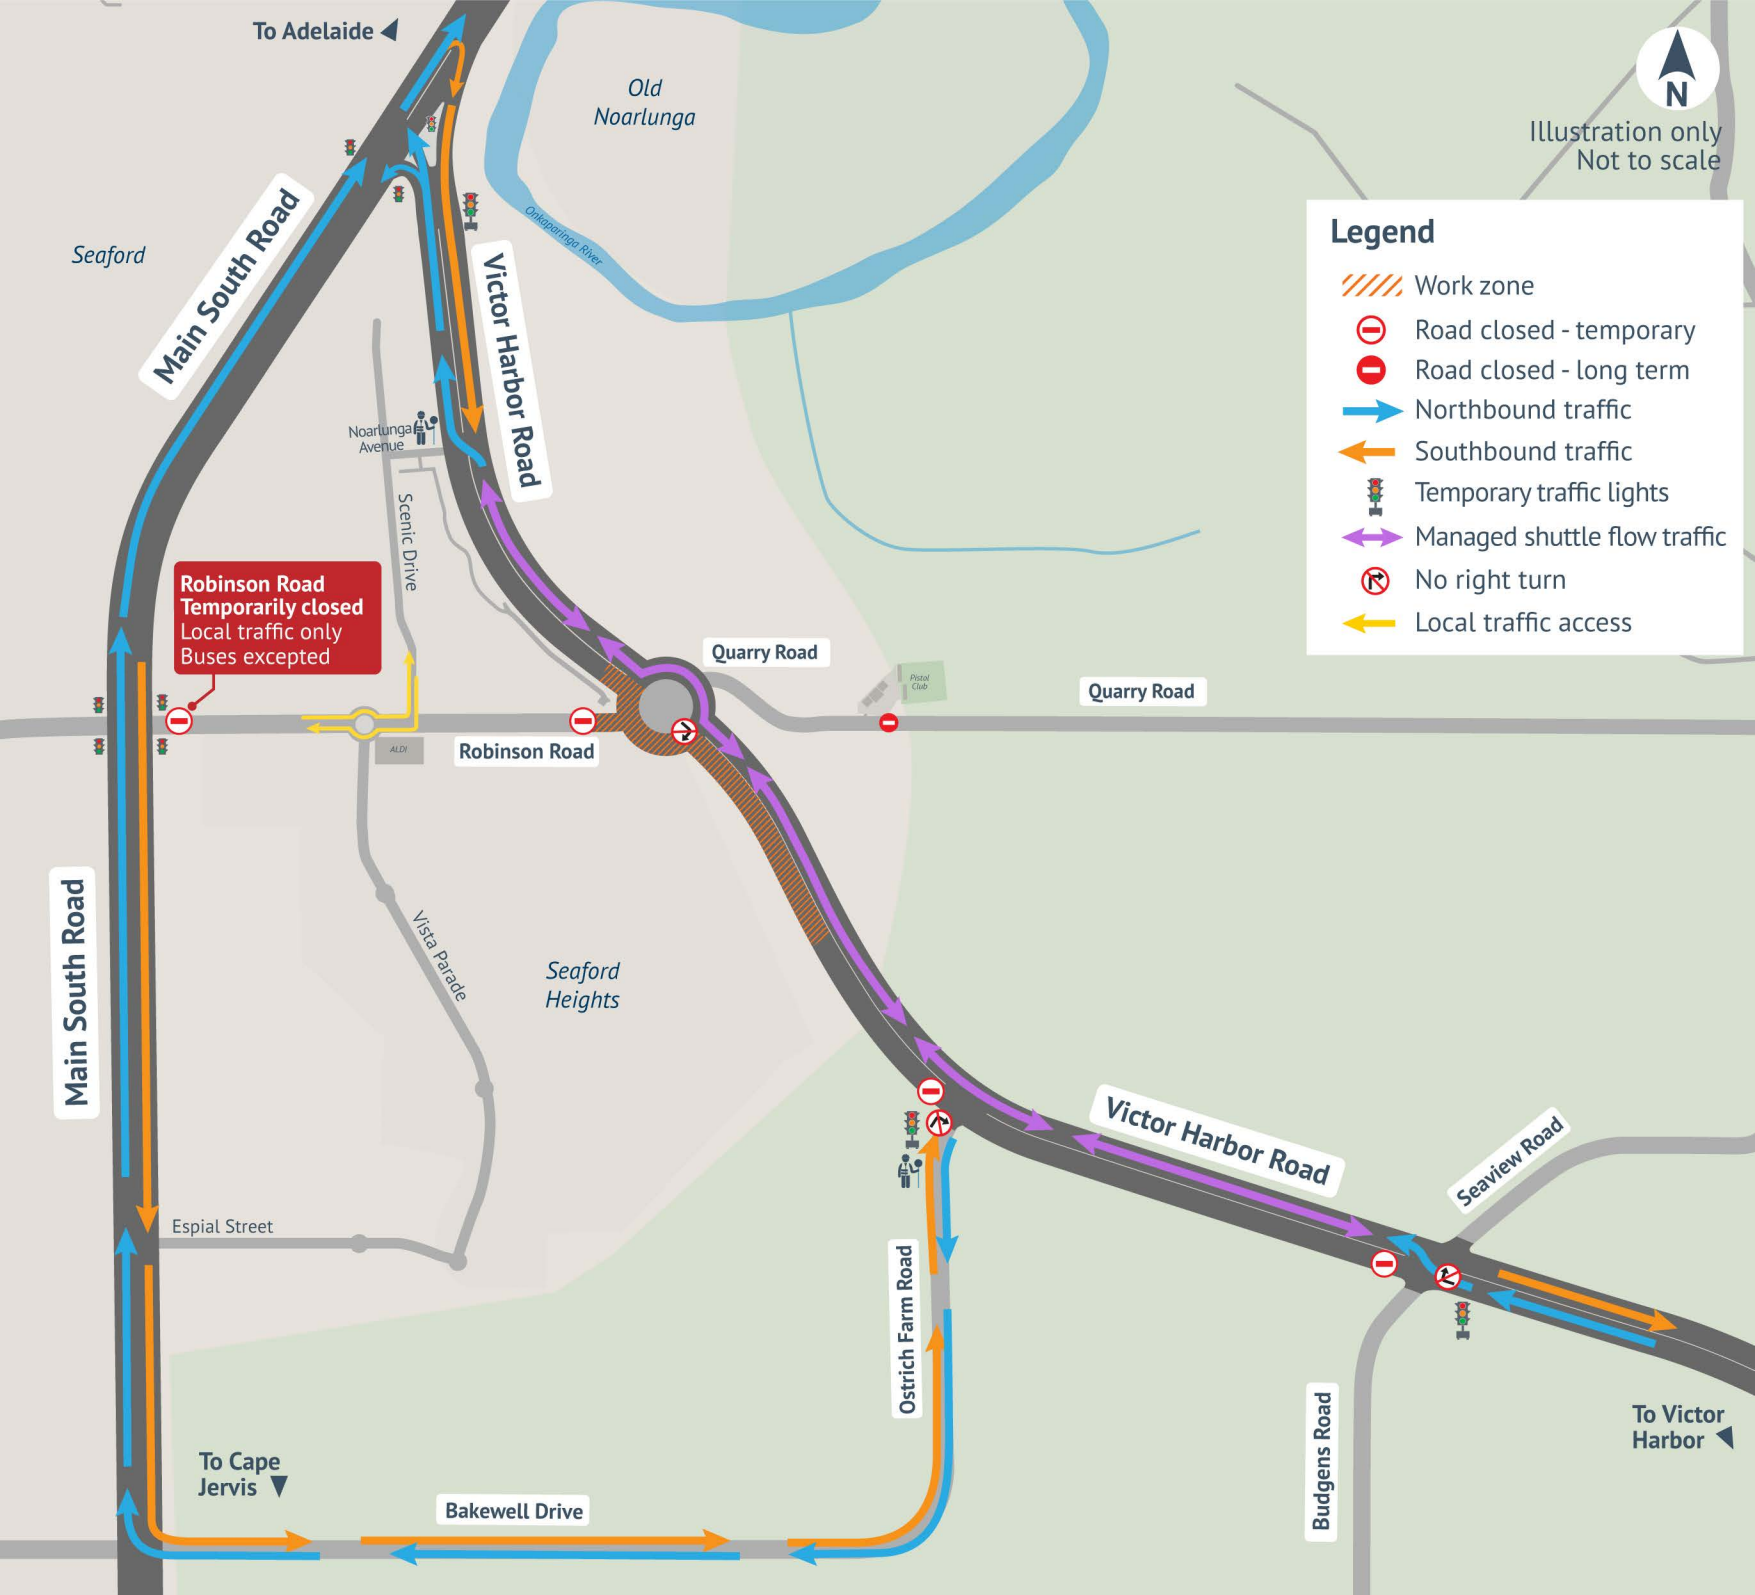 To Adelaide
Old
Noarlunga
N
Illustration only
Not to scale
Onkaparinga River
Seaford
Main South Road
Victor Harbor Road
Legend
Work zone
Road closed - temporary
Road closed - long term
Northbound traffic
Southbound traffic
Temporary traffic lights
Managed shuttle flow traffic
No right turn
Local traffic access
Noarlunga
Avenue
Scenic Drive
Robinson Road
Temporarily closed
Local traffic only
Buses excepted
Quarry Road
Pistol
Club
Quarry Road
Robinson Road
ALDI
Main South Road
Vista Parade
Seaford
Heights
Victor Harbor Road
Seaview Road
Espial Street
Ostrich Farm Road
Budgens Road
To Victor
Harbor
To Cape
Jervis
Bakewell Drive